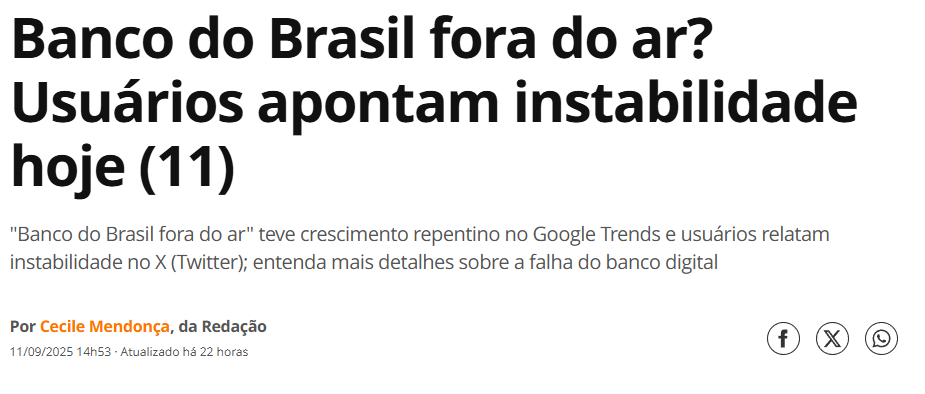 Banco do Brasil fora do ar?
Usuários apontam instabilidade
hoje (11)
"Banco do Brasil fora do ar" teve crescimento repentino no Google Trends e usuários relatam
instabilidade no X (Twitter); entenda mais detalhes sobre a falha do banco digital
Por Cecile Mendonça, da Redação
11/09/2025 14h53 · Atualizado há 22 horas